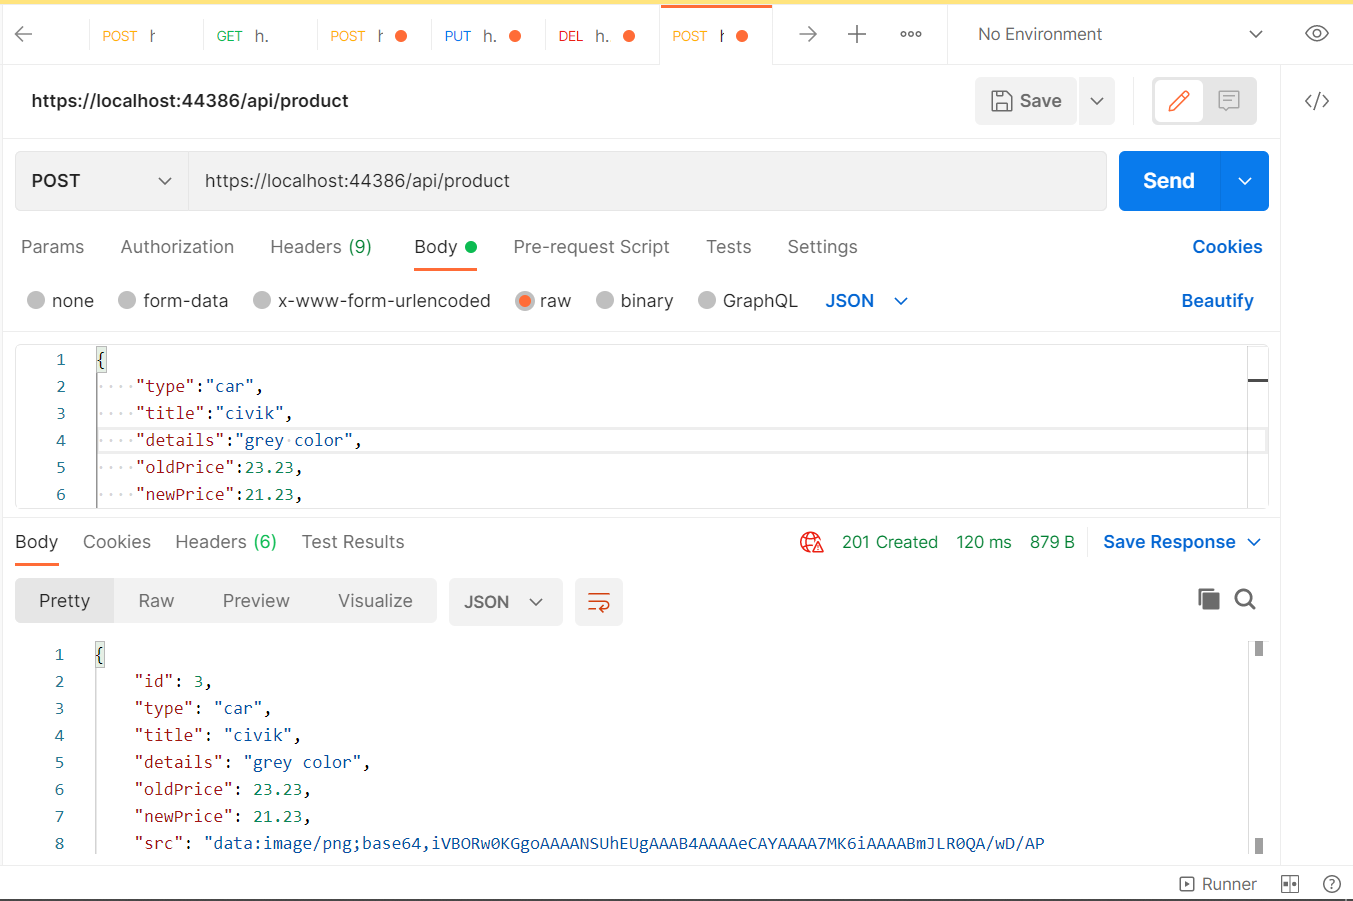 POST h GET h. POST h PUT h. DEL h. POST h No Environment
https://localhost:44386/api/product Save
POST https://localhost:44386/api/product Send
Params Authorization Headers (9) Body Pre-request Script Tests Settings Cookies
none form-data x-www-form-urlencoded raw binary GraphQL JSON Beautify
1 {
2 "type":"car",
3 "title":"civik",
4 "details":"grey color",
5 "oldPrice":23.23,
6 "newPrice":21.23,
Body Cookies Headers (6) Test Results 201 Created 120 ms 879 B Save Response
Pretty Raw Preview Visualize JSON
1 {
2 "id": 3,
3 "type": "car",
4 "title": "civik",
5 "details": "grey color",
6 "oldPrice": 23.23,
7 "newPrice": 21.23,
8 "src": "data:image/png;base64,iVBORw0KGgoAAAANSUhEUgAAAB4AAAAeCAYAAAA7MK6iAAAABmJLR0QA/wD/AP
Runner